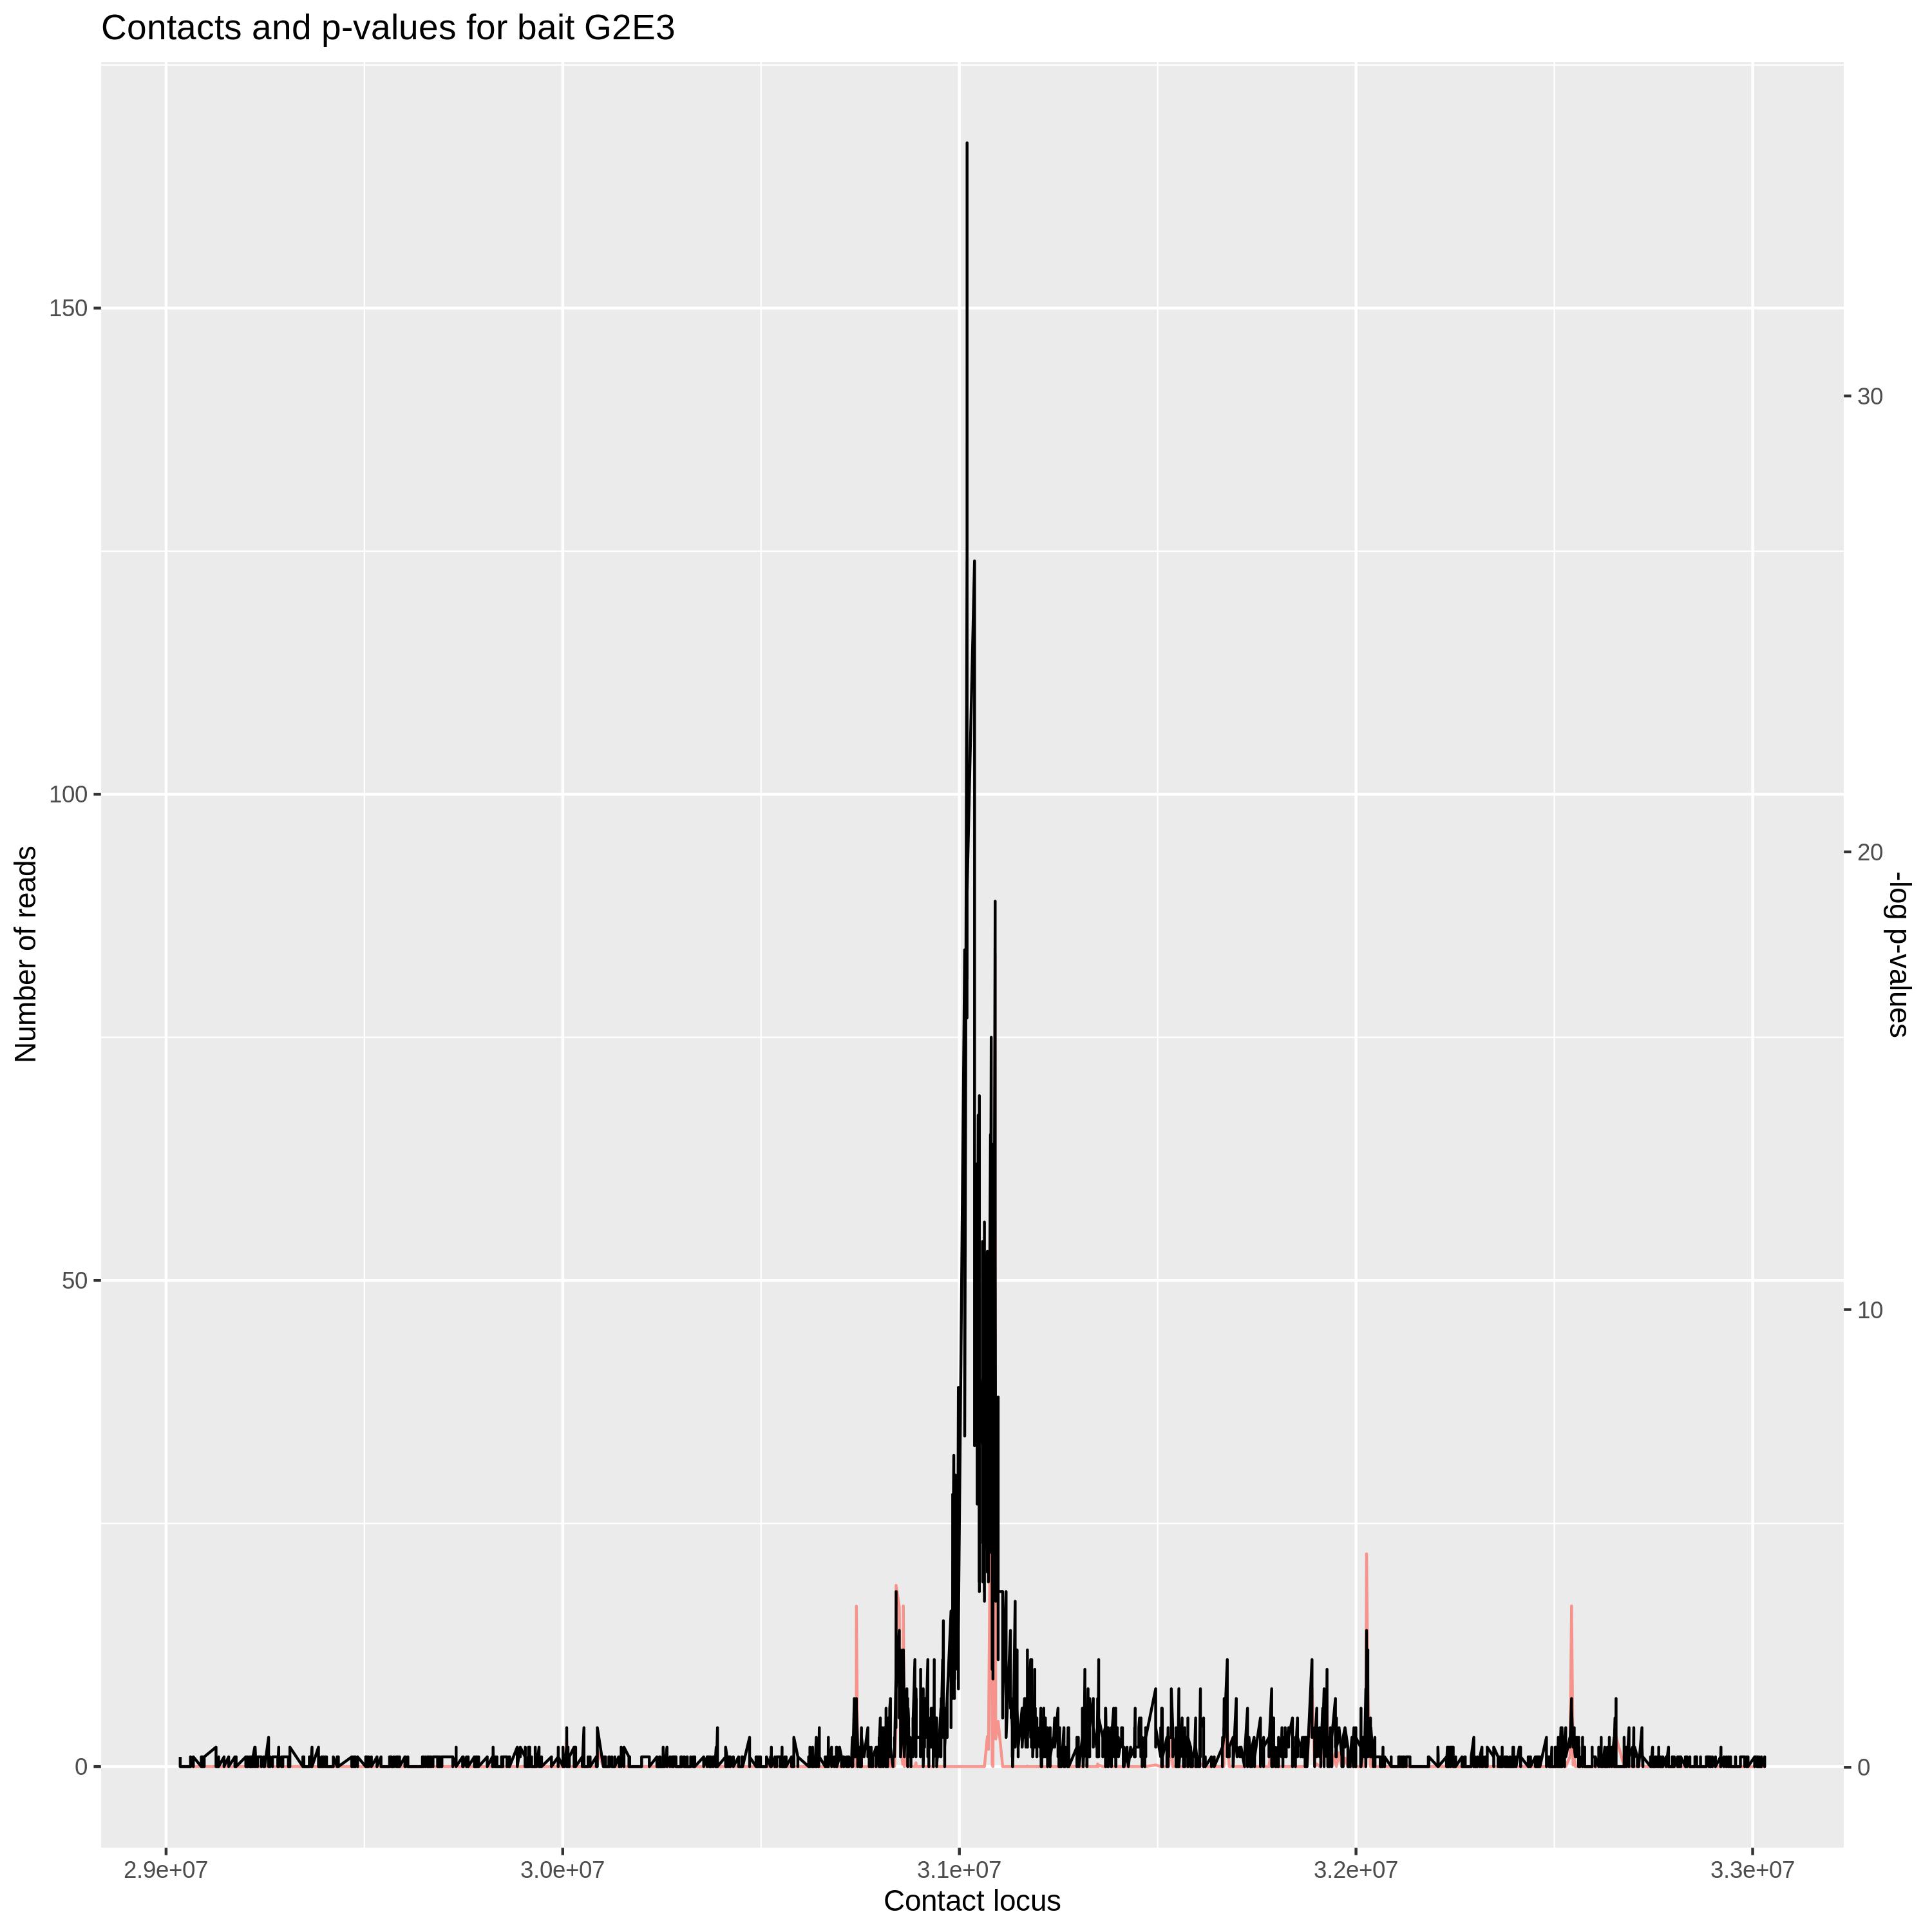 Contacts and p-values for bait G2E3
150
100
50
0
30
20
10
0
Number of reads
-log p-values
2.9e+07 3.0e+07 3.1e+07 3.2e+07 3.3e+07
Contact locus